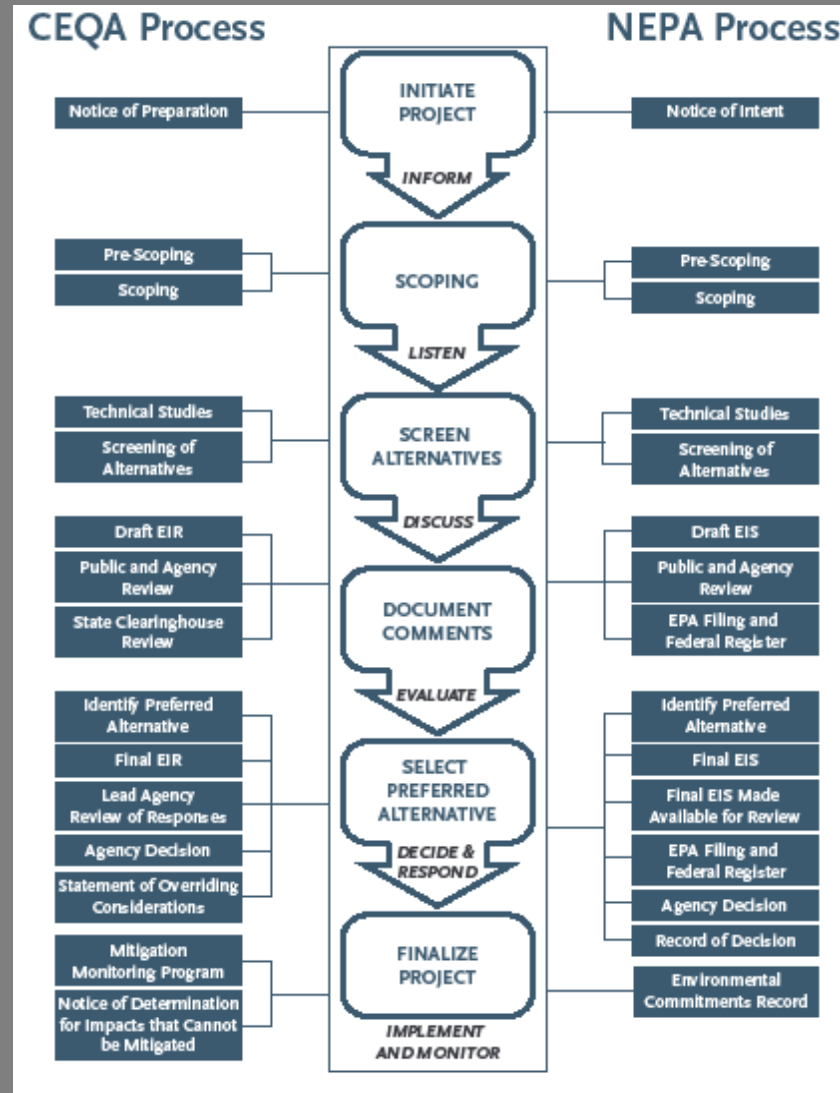 CEQA Process
NEPA Process
INITIATE
PROJECT
Notice of Preparation
Notice of Intent
INFORM
Pre-Scoping
Scoping
SCOPING
Pre-Scoping
Scoping
LISTEN
Technical Studies
Screening of
Alternatives
SCREEN
ALTERNATIVES
Technical Studies
Screening of
Alternatives
DISCUSS
Draft EIR
Public and Agency
Review
State Clearinghouse
Review
DOCUMENT
COMMENTS
Draft EIS
Public and Agency
Review
EPA Filing and
Federal Register
EVALUATE
Identify Preferred
Alternative
Final EIR
Lead Agency
Review of Responses
Agency Decision
Statement of Overriding
Considerations
SELECT
PREFERRED
ALTERNATIVE
DECIDE &
RESPOND
Identify Preferred
Alternative
Final EIS
Final EIS Made
Available for Review
EPA Filing and
Federal Register
Agency Decision
Record of Decision
Mitigation
Monitoring Program
Notice of Determination
for Impacts that Cannot
be Mitigated
FINALIZE
PROJECT
Environmental
Commitments Record
IMPLEMENT
AND MONITOR